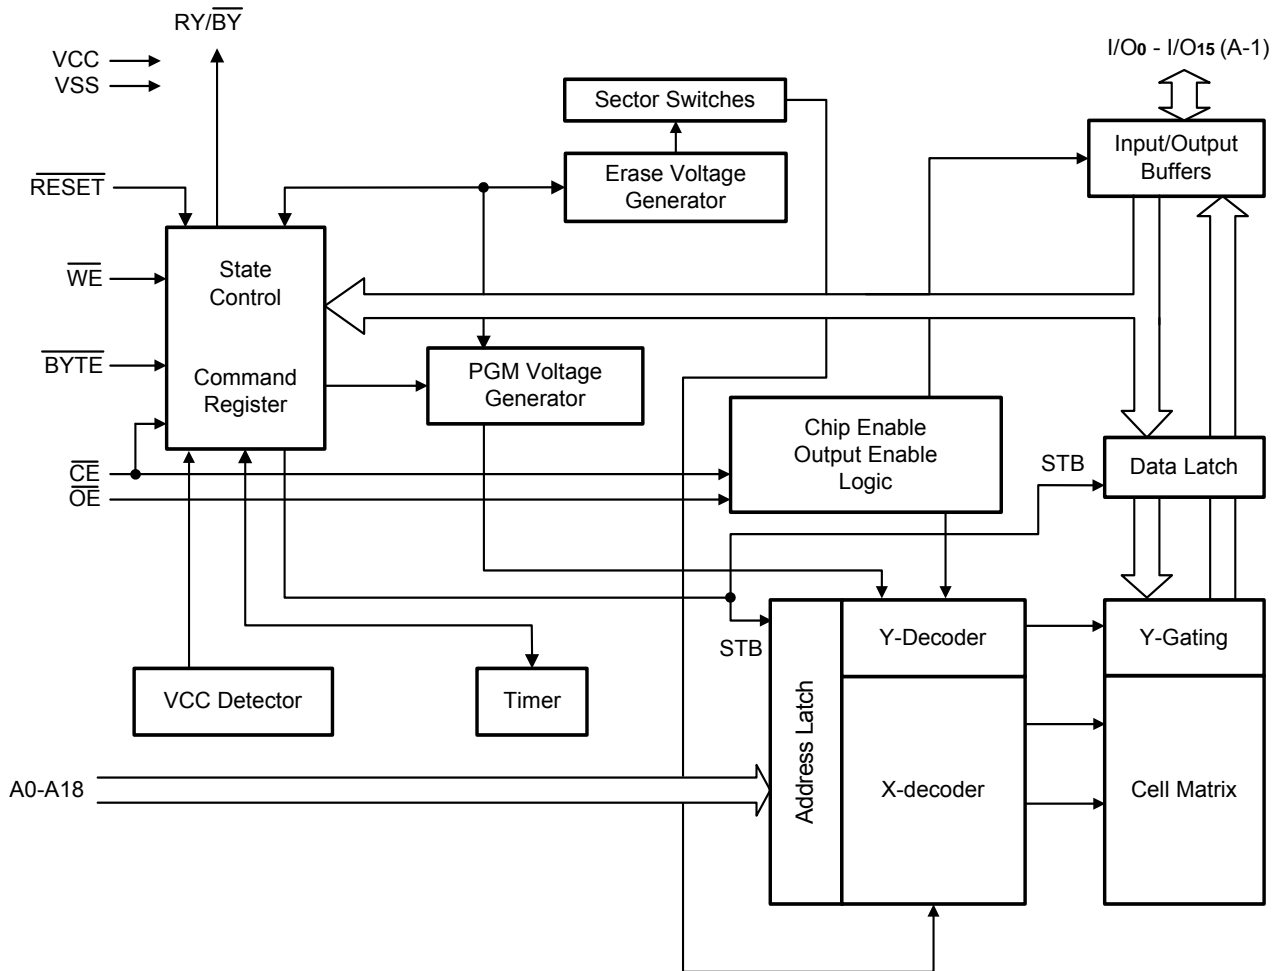 RY/BY
VCC
VSS
I/O0 - I/O15 (A-1)
Sector Switches
Input/Output
Buffers
Erase Voltage
Generator
RESET
WE
State
Control
BYTE
Command
Register
PGM Voltage
Generator
Chip Enable
Output Enable
Logic
CE
OE
STB
Data Latch
STB
Y-Decoder
Y-Gating
VCC Detector
Timer
Address Latch
A0-A18
X-decoder
Cell Matrix